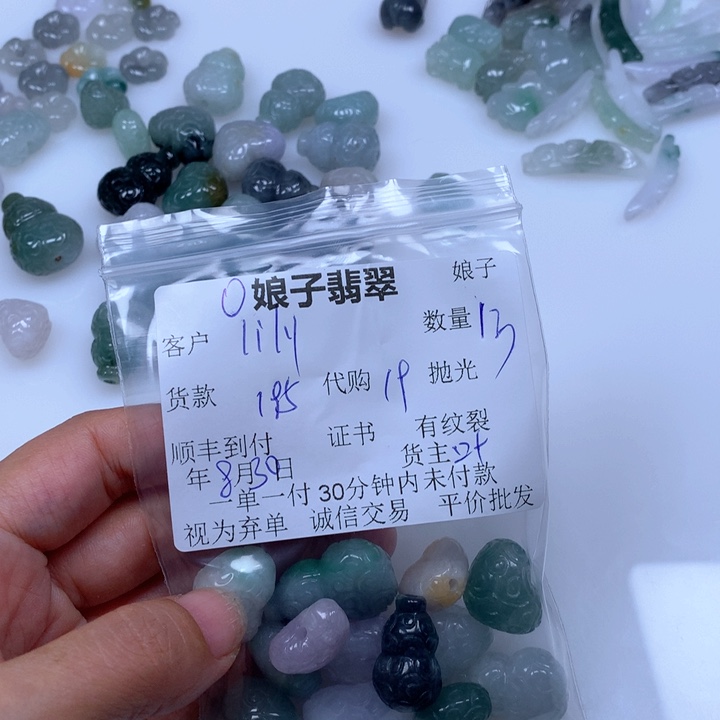 娘子
O 娘子翡翠
客户 lily 数量 13
货款 195 代购 19 抛光
顺丰到付 证书 有纹裂
年8月30日 货主:叶
一单一付 30分钟内未付款
视为弃单 诚信交易 平价批发